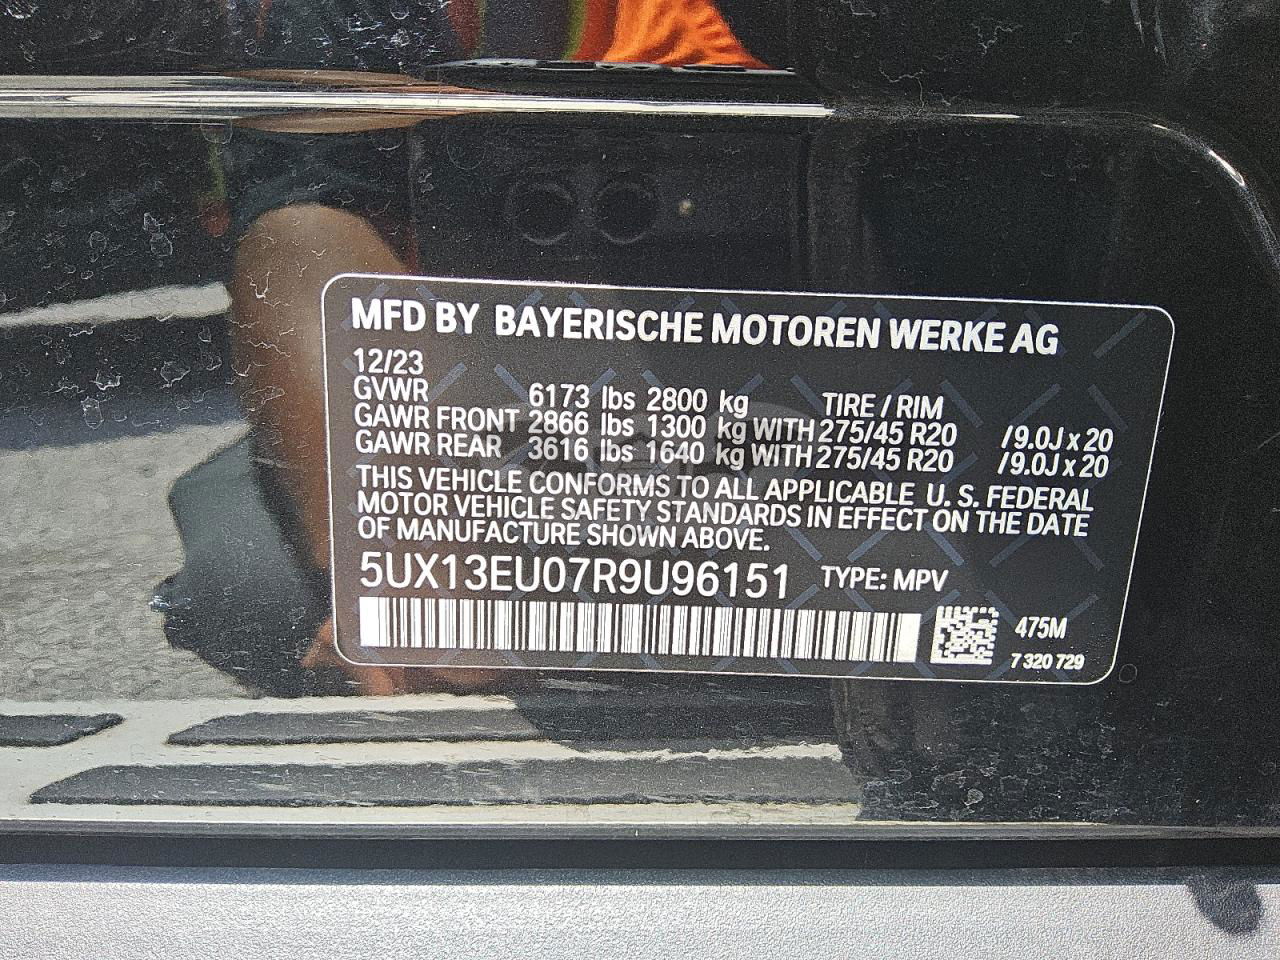 MFD BY BAYERISCHE MOTOREN WERKE AG
12/23
GVWR 6173 lbs 2800 kg TIRE / RIM
GAWR FRONT 2866 lbs 1300 kg WITH 275/45 R20 /9.0J x 20
GAWR REAR 3616 lbs 1640 kg WITH 275/45 R20 /9.0J x 20
THIS VEHICLE CONFORMS TO ALL APPLICABLE U. S. FEDERAL
MOTOR VEHICLE SAFETY STANDARDS IN EFFECT ON THE DATE
OF MANUFACTURE SHOWN ABOVE.
5UX13EU07R9U96151 TYPE: MPV
475M
7 320 729